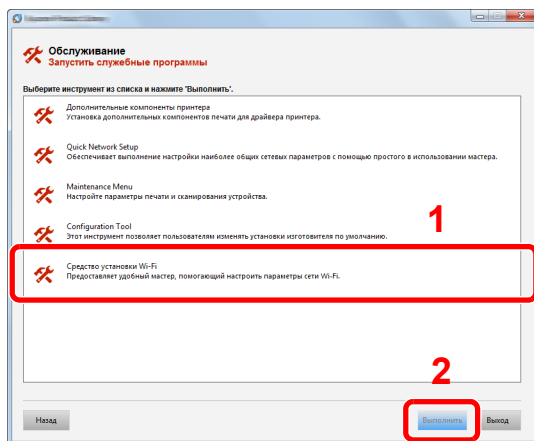 Обслуживание
Запустить служебные программы
Выберите инструмент из списка и нажмите 'Выполнить'.
Дополнительные компоненты принтера
Установка дополнительных компонентов печати для драйвера принтера.
Quick Network Setup
Обеспечивает выполнение настройки наиболее общих сетевых параметров с помощью простого в использовании мастера.
Maintenance Menu
Настройте параметры печати и сканирования устройства.
Configuration Tool
Этот инструмент позволяет пользователям изменять установки изготовителя по умолчанию.
1
Средство установки Wi-Fi
Предоставляет удобный мастер, помогающий настроить параметры сети Wi-Fi.
2
Назад
Выполнить
Выход